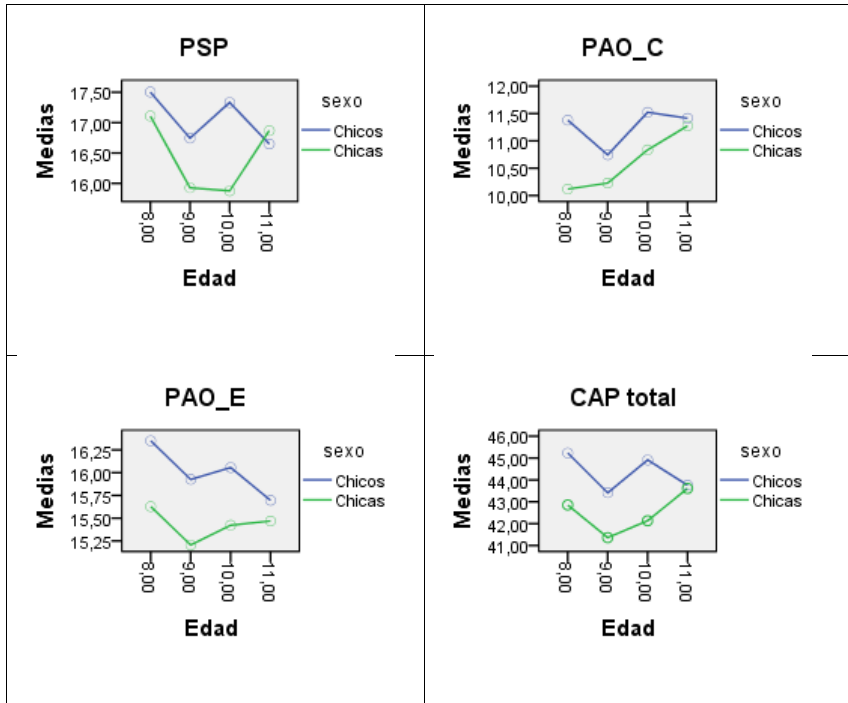 PSP
Medias
17,50
17,00
16,50
16,00
8,00
9,00
10,00
11,00
Edad
sexo
Chicos
Chicas
PAO_C
Medias
12,00
11,50
11,00
10,50
10,00
8,00
9,00
10,00
11,00
Edad
sexo
Chicos
Chicas
PAO_E
Medias
16,25
16,00
15,75
15,50
15,25
8,00
9,00
10,00
11,00
Edad
sexo
Chicos
Chicas
CAP total
Medias
46,00
45,00
44,00
43,00
42,00
41,00
8,00
9,00
10,00
11,00
Edad
sexo
Chicos
Chicas